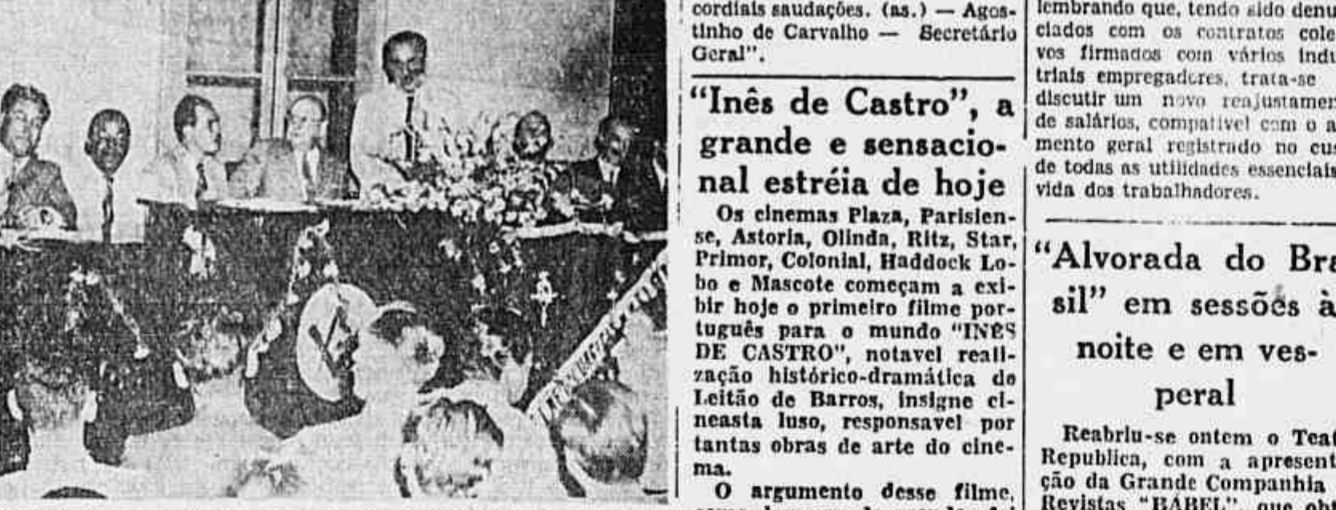 cordiais saudações. (as.) — Agos-
tinho de Carvalho — Secretário
Geral".
"Inês de Castro", a
grande e sensacio-
nal estréia de hoje
Os cinemas Plaza, Parisien-
se, Astoria, Olinda, Ritz, Star,
Primor, Colonial, Haddock Lo-
bo e Mascote começam a exi-
bir hoje o primeiro filme por-
tuguês para o mundo "INÊS
DE CASTRO", notavel reali-
zação histórico-dramática de
Leitão de Barros, insigne ci-
neasta luso, responsavel por
tantas obras de arte do cine-
ma.
O argumento desse filme,
lembrando que, tendo sido denu
ciados com os contratos cole
vos firmados com vários indu
triais empregadores, trata-se
discutir um novo reajustamen
de salários, compativel com o a
mento geral registrado no cus
de todas as utilidades essenciais
vida dos trabalhadores.
"Alvorada do Bra
sil" em sessões à
noite e em ves-
peral
Reabriu-se ontem o Teat
Republica, com a apresent
ção da Grande Companhia
Revistas "BABEL", que obt